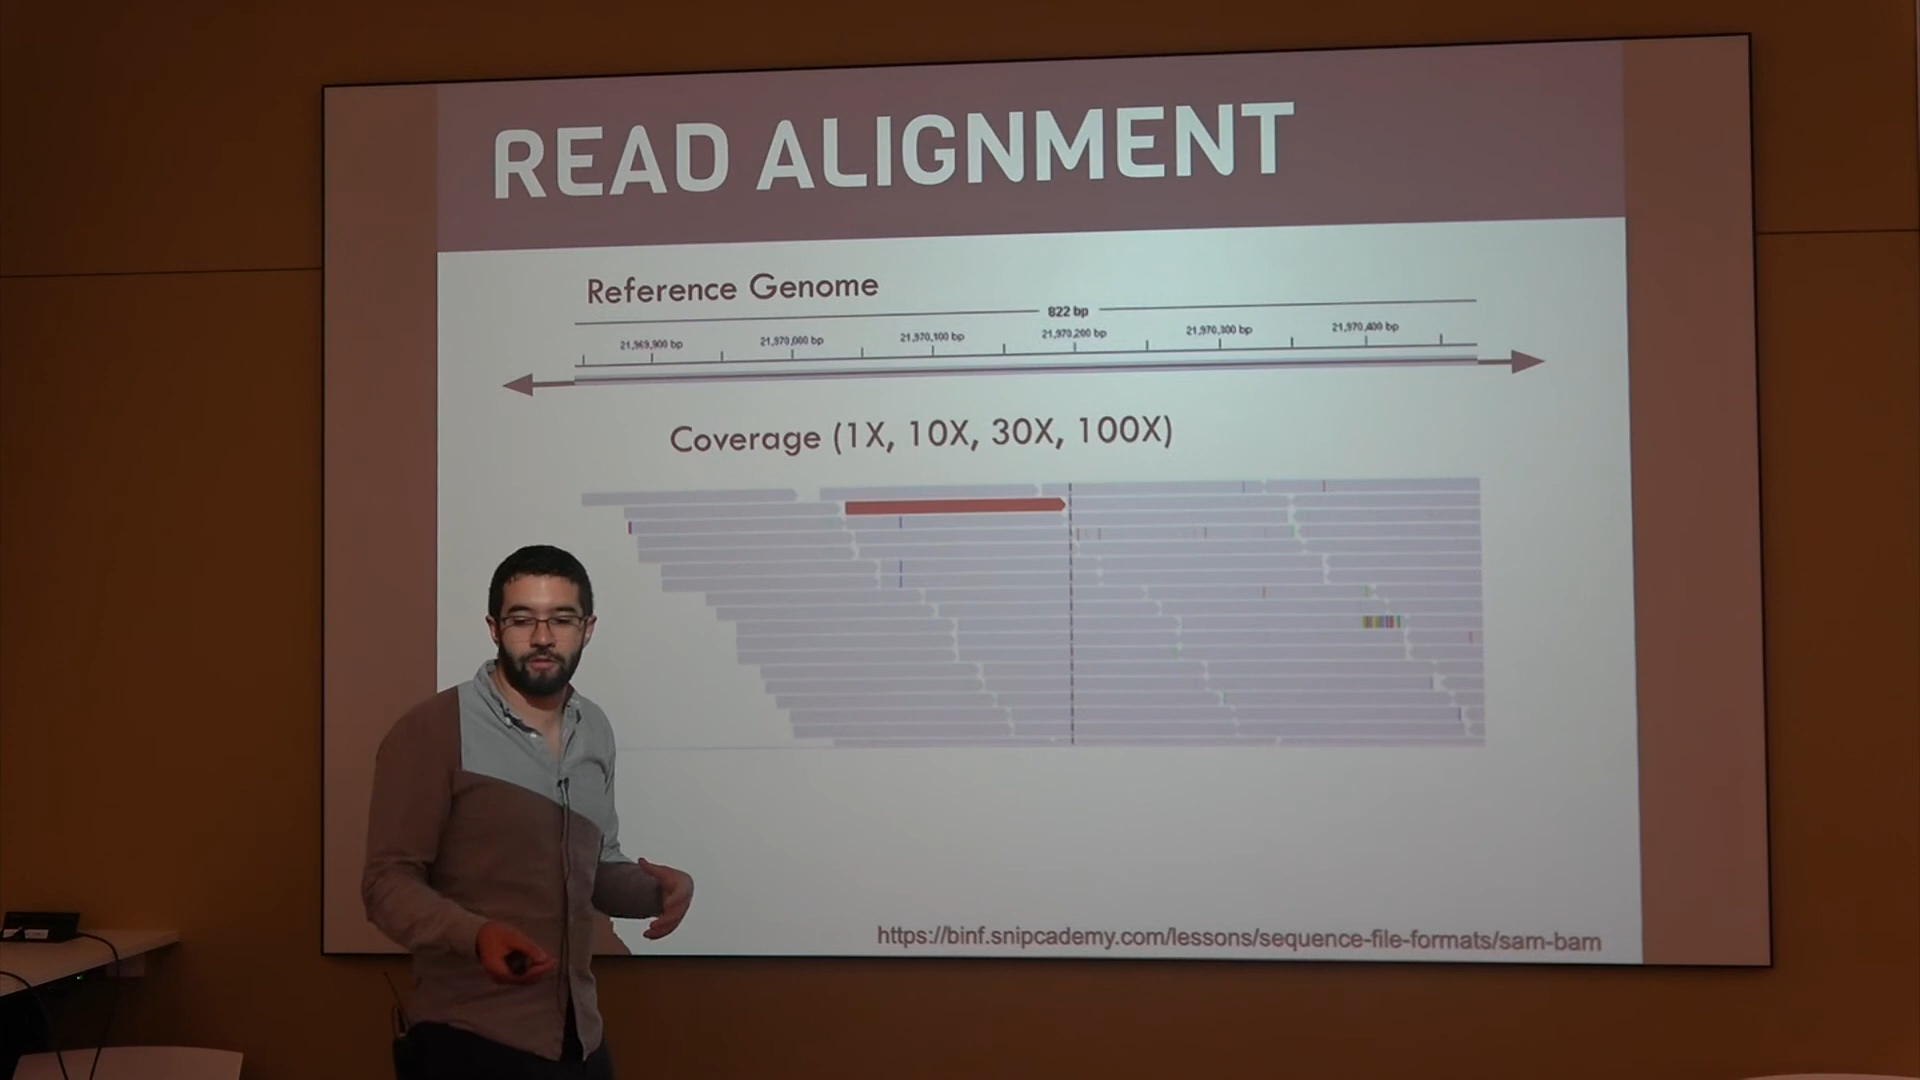 READ ALIGNMENT
Reference Genome
822 bp
21,969,900 bp 21,970,000 bp 21,970,100 bp 21,970,200 bp 21,970,300 bp 21,970,400 bp
Coverage (1X, 10X, 30X, 100X)
https://binf.snipcademy.com/lessons/sequence-file-formats/sam-bam